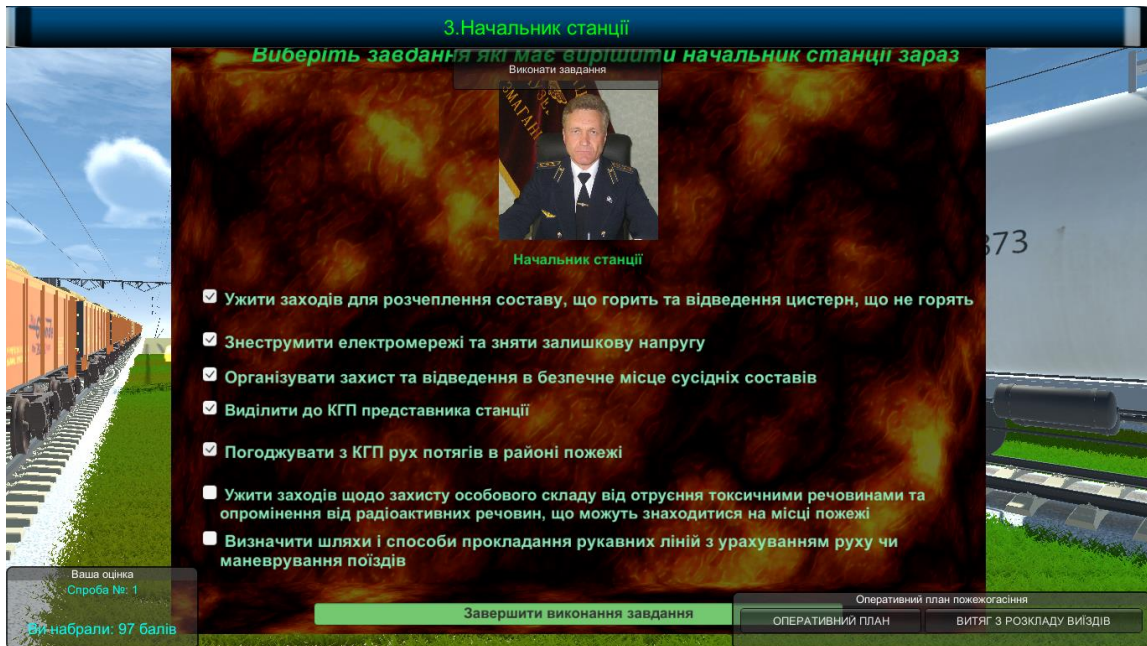 3.Начальник станції
Виберіть завдання які має вирішити начальник станції зараз
Виконати завдання
ЗМАГАНІ
Начальник станції
873
Ужити заходів для розчеплення составу, що горить та відведення цистерн, що не горять
Знеструмити електромережі та зняти залишкову напругу
Організувати захист та відведення в безпечне місце сусідніх составів
Виділити до КГП представника станції
Погоджувати з КГП рух потягів в районі пожежі
Ужити заходів щодо захисту особового складу від отруєння токсичними речовинами та
опромінення від радіоактивних речовин, що можуть знаходитися на місці пожежі
Визначити шляхи і способи прокладання рукавних ліній з урахуванням руху чи
маневрування поїздів
Ваша оцінка
Спроба №: 1
Ви набрали: 97 балів
Завершити виконання завдання
Оперативний план пожежогасіння
ОПЕРАТИВНИЙ ПЛАН
ВИТЯГ З РОЗКЛАДУ ВИЇЗДІВ